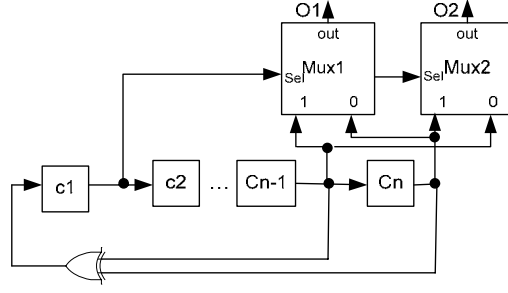 O1 O2
out out
Sel Mux1 Sel Mux2
1 0 1 0
c1 c2 ... Cn-1 Cn